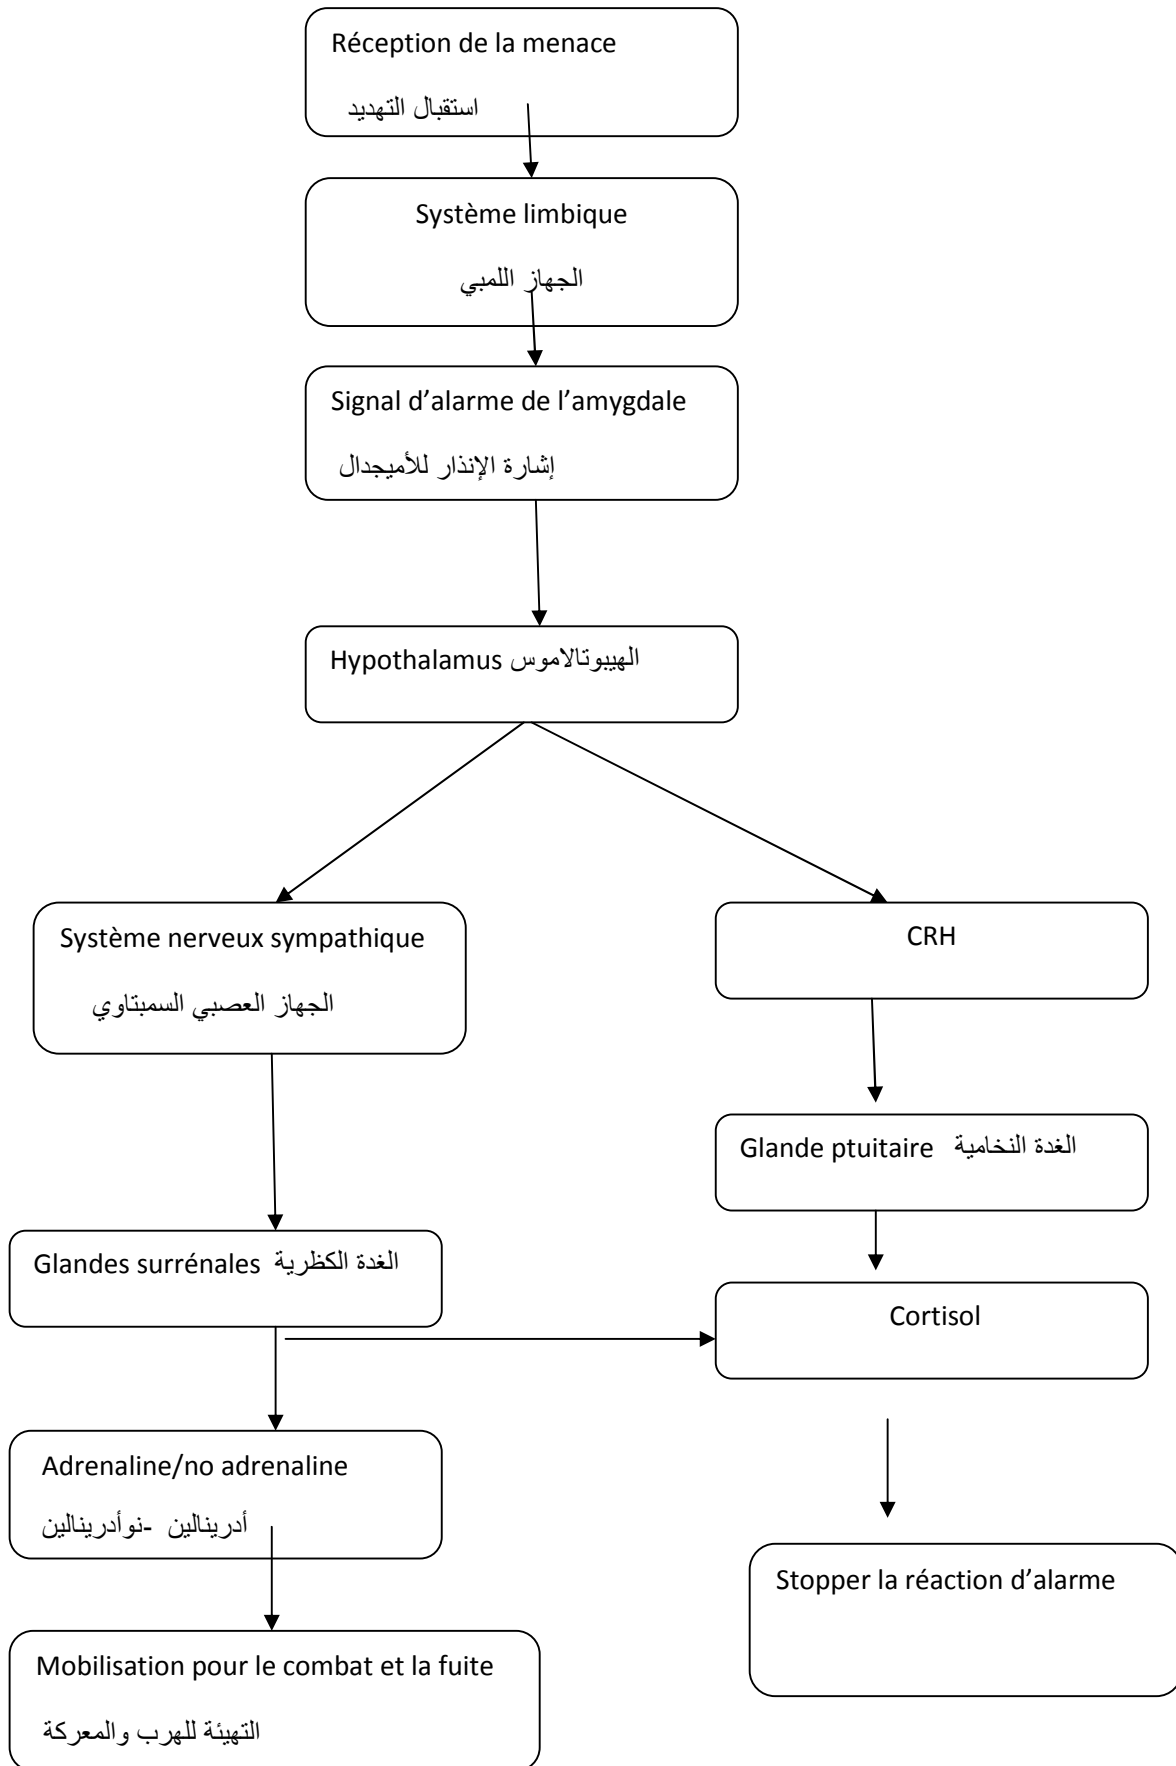 Réception de la menace
استقبال التهديد
Système limbique
الجهاز اللمبي
Signal d’alarme de l’amygdale
إشارة الإنذار للأميجدال
Hypothalamus الهيبوتالاموس
Système nerveux sympathique
الجهاز العصبي السمبتاوي
CRH
Glande ptuitaire الغدة النخامية
Glandes surrénales الغدة الكظرية
Cortisol
Adrenaline/no adrenaline
أدرينالين -نوأدرينالين
Stopper la réaction d’alarme
Mobilisation pour le combat et la fuite
التهيئة للهرب والمعركة